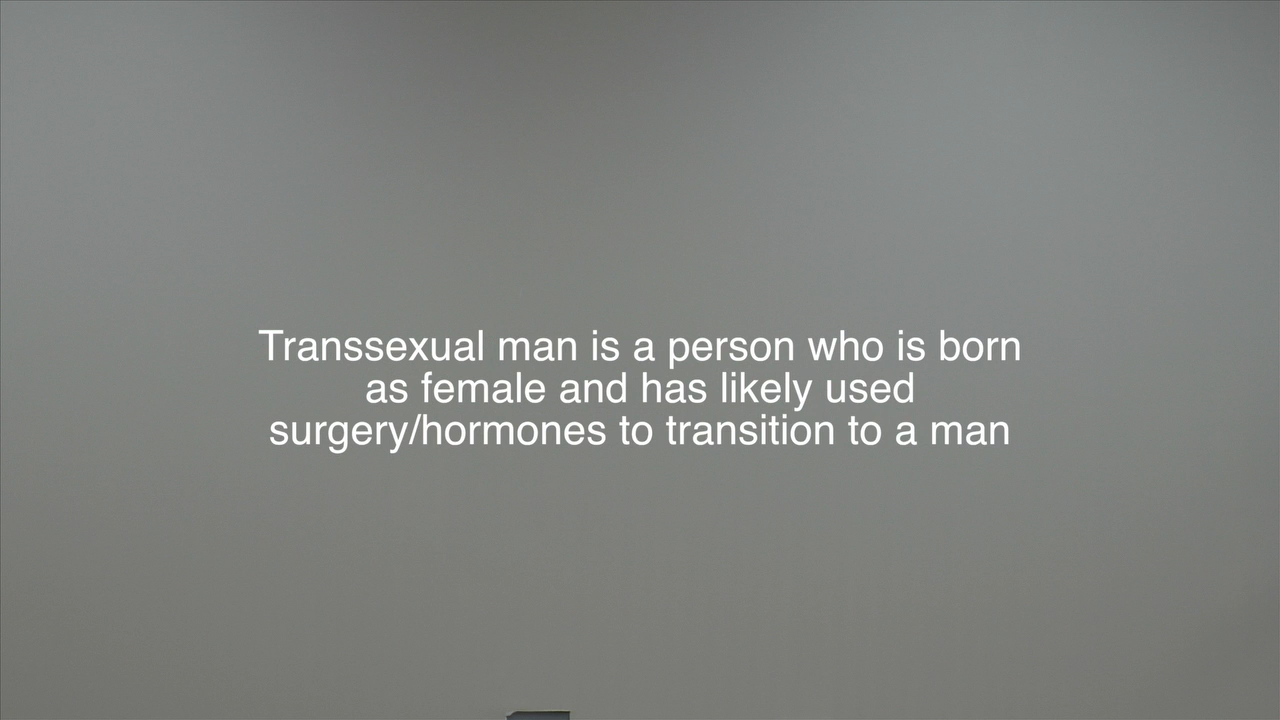 Transsexual man is a person who is born
as female and has likely used
surgery/hormones to transition to a man